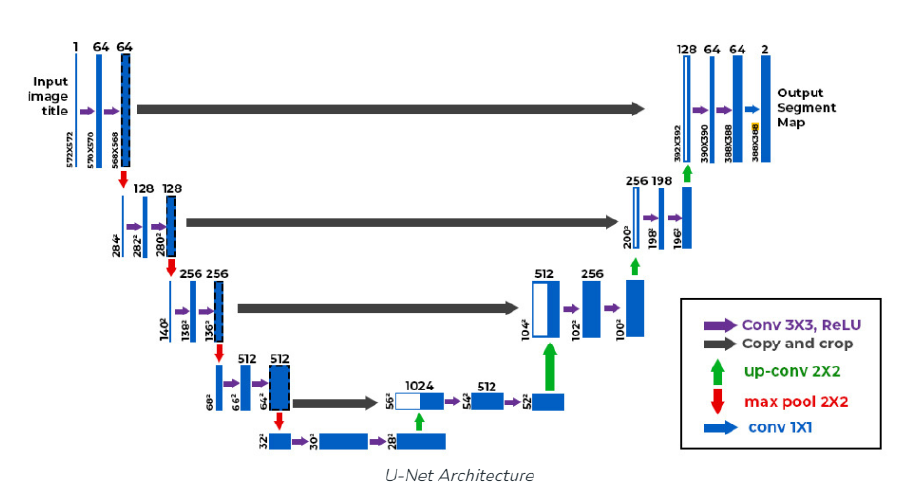 1 64 64
128 64 64 2
Input
image
title
Output
Segment
Map
572X572
570X570
568X568
392X392
390X390
388X388
388X388
128 128
256 198
284²
282²
280²
200²
198²
196²
256 256
512 256
140²
138²
136²
104²
102²
100²
512 512
1024 512
68²
66²
64²
56²
54²
52²
32²
30²
28²
Conv 3X3, ReLU
Copy and crop
up-conv 2X2
max pool 2X2
conv 1X1
U-Net Architecture